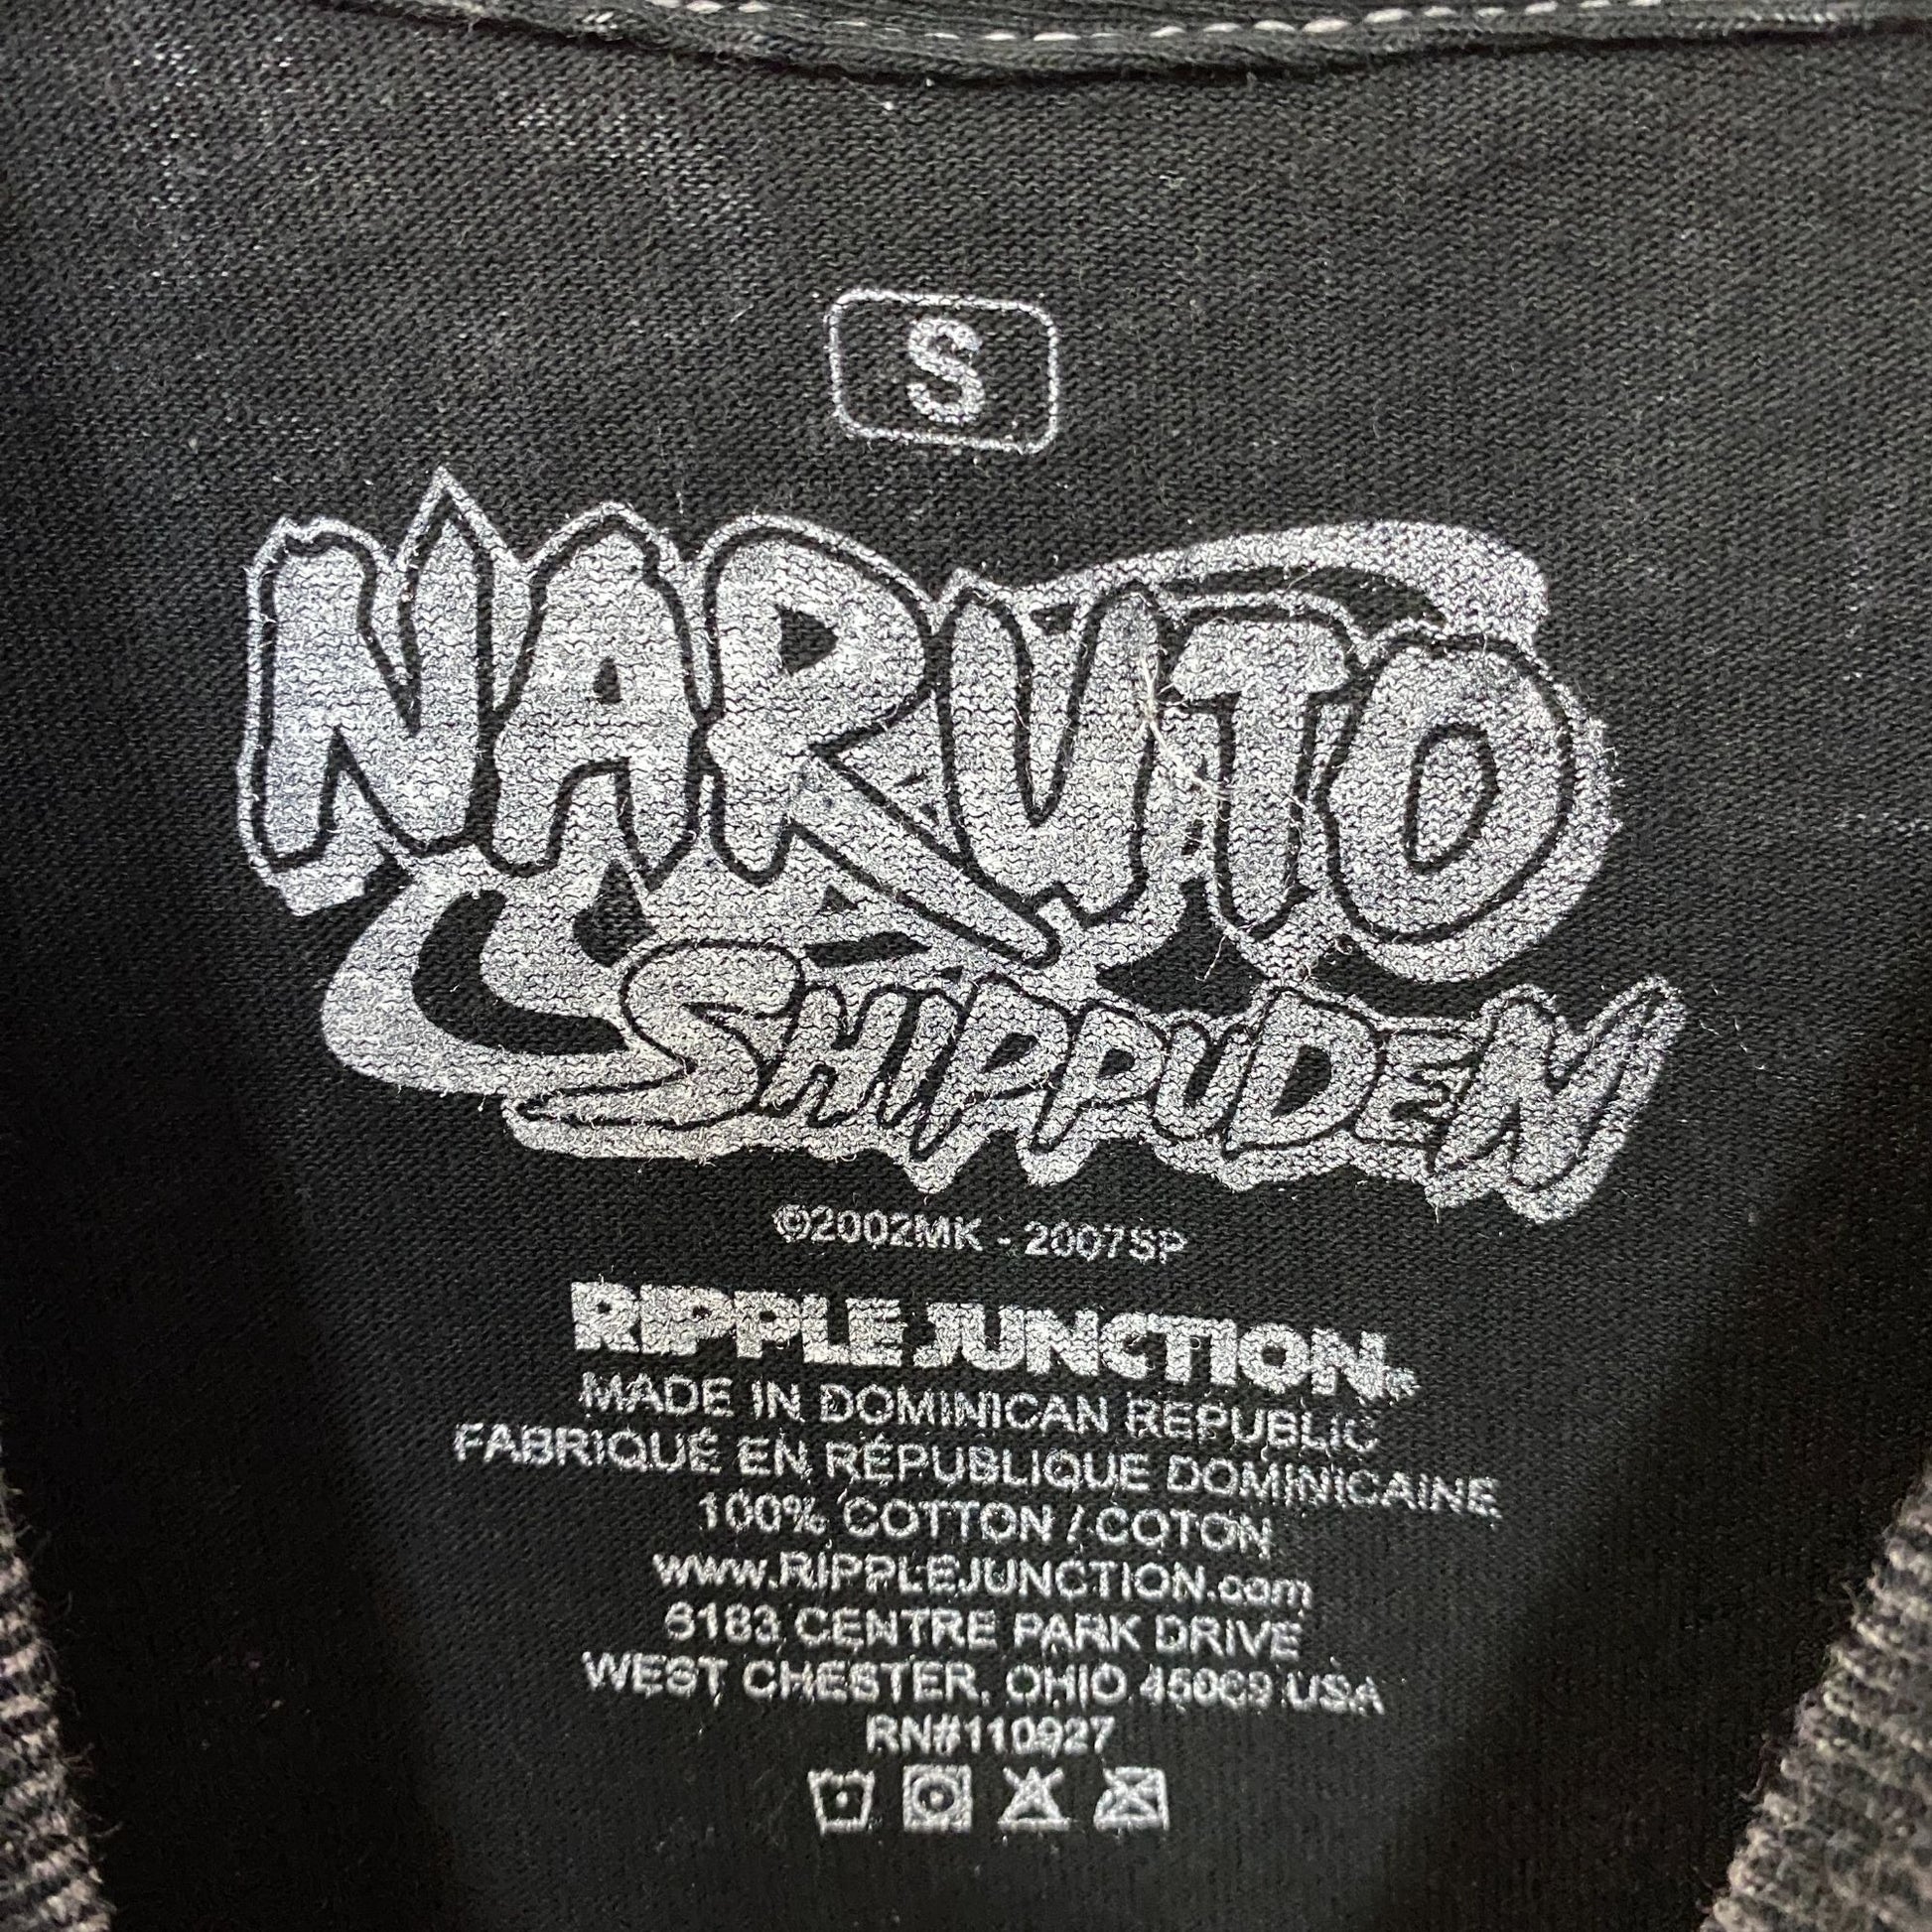 S
NARUTO
SHIPPUDEN
©2002MK - 2007SP
RIPPLE JUNCTION®
MADE IN DOMINICAN REPUBLIC
FABRIQUÉ EN RÉPUBLIQUE DOMINICAINE
100% COTTON / COTON
www.RIPPLEJUNCTION.com
6183 CENTRE PARK DRIVE
WEST CHESTER, OHIO 45069 USA
RN#110927